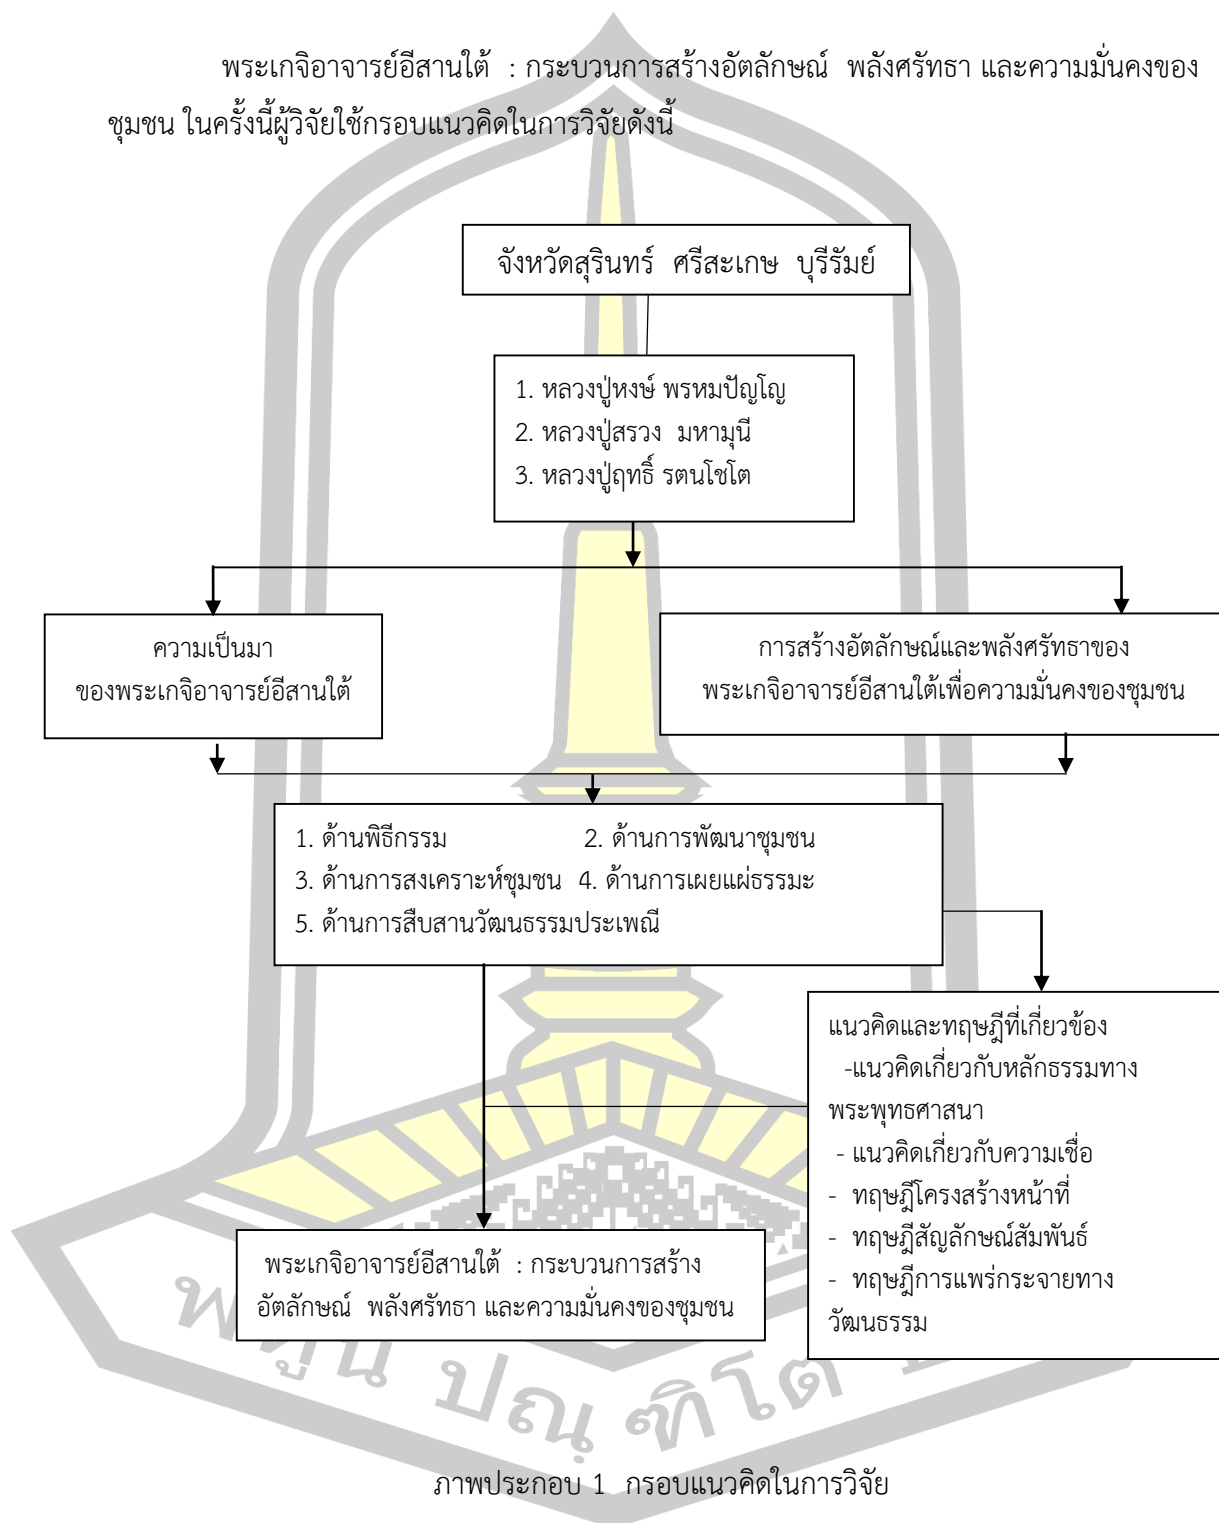 พระเกจิอาจารย์อีสานใต้ : กระบวนการสร้างอัตลักษณ์ พลังศรัทธา และความมั่นคงของ
ชุมชน ในครั้งนี้ผู้วิจัยใช้กรอบแนวคิดในการวิจัยดังนี้
จังหวัดสุรินทร์ ศรีสะเกษ บุรีรัมย์
1. หลวงปู่หงษ์ พรหมปัญโญ
2. หลวงปู่สรวง มหามุนี
3. หลวงปู่ฤทธิ์ รตนโชโต
ความเป็นมา
ของพระเกจิอาจารย์อีสานใต้
การสร้างอัตลักษณ์และพลังศรัทธาของ
พระเกจิอาจารย์อีสานใต้เพื่อความมั่นคงของชุมชน
1. ด้านพิธีกรรม 2. ด้านการพัฒนาชุมชน
3. ด้านการสงเคราะห์ชุมชน 4. ด้านการเผยแผ่ธรรมะ
5. ด้านการสืบสานวัฒนธรรมประเพณี
แนวคิดและทฤษฎีที่เกี่ยวข้อง
-แนวคิดเกี่ยวกับหลักธรรมทาง
พระพุทธศาสนา
- แนวคิดเกี่ยวกับความเชื่อ
- ทฤษฎีโครงสร้างหน้าที่
- ทฤษฎีสัญลักษณ์สัมพันธ์
- ทฤษฎีการแพร่กระจายทาง
วัฒนธรรม
พระเกจิอาจารย์อีสานใต้ : กระบวนการสร้าง
อัตลักษณ์ พลังศรัทธา และความมั่นคงของชุมชน
ปณฺฑิโต
ภาพประกอบ 1 กรอบแนวคิดในการวิจัย